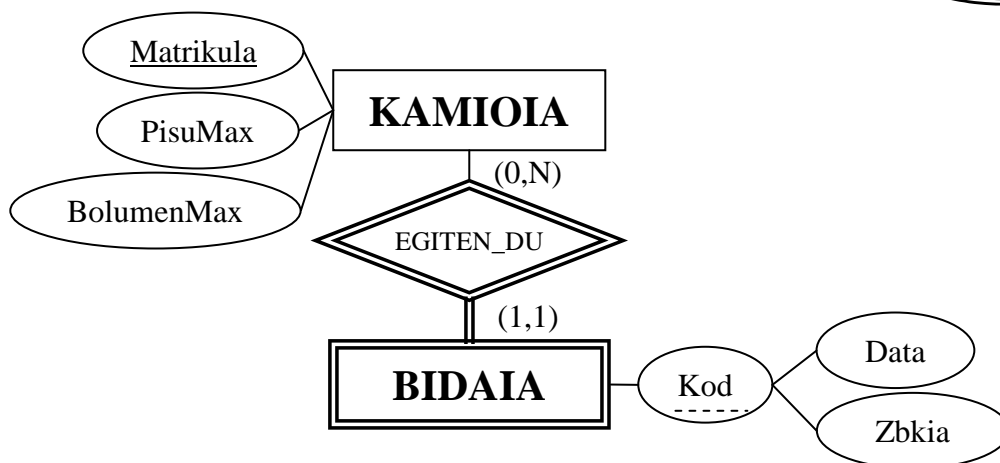 Matrikula
KAMIOIA
PisuMax
(0,N)
BolumenMax
EGITEN_DU
(1,1)
Data
BIDAIA
Kod
Zbkia